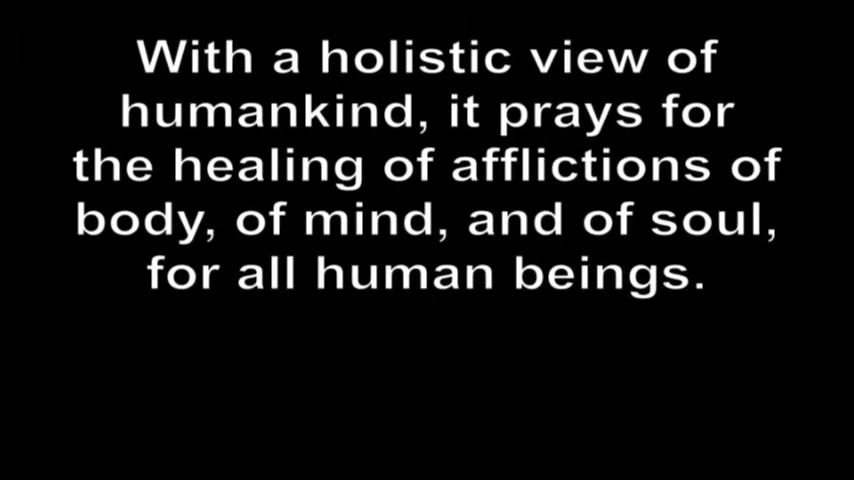 With a holistic view of
humankind, it prays for
the healing of afflictions of
body, of mind, and of soul,
for all human beings.